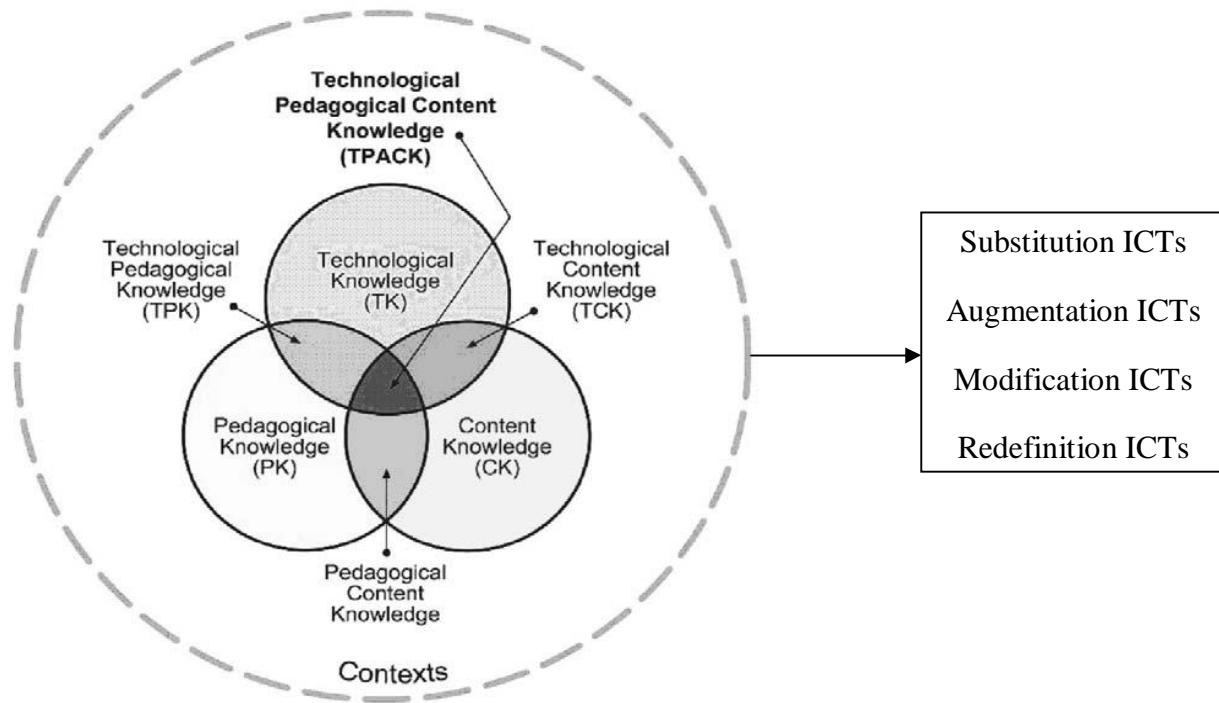 Technological
Pedagogical Content
Knowledge
(TPACK)
Technological
Pedagogical
Knowledge
(TPK)
Technological
Knowledge
(TK)
Technological
Content
Knowledge
(TCK)
Pedagogical
Knowledge
(PK)
Content
Knowledge
(CK)
Pedagogical
Content
Knowledge
Contexts
Substitution ICTs
Augmentation ICTs
Modification ICTs
Redefinition ICTs